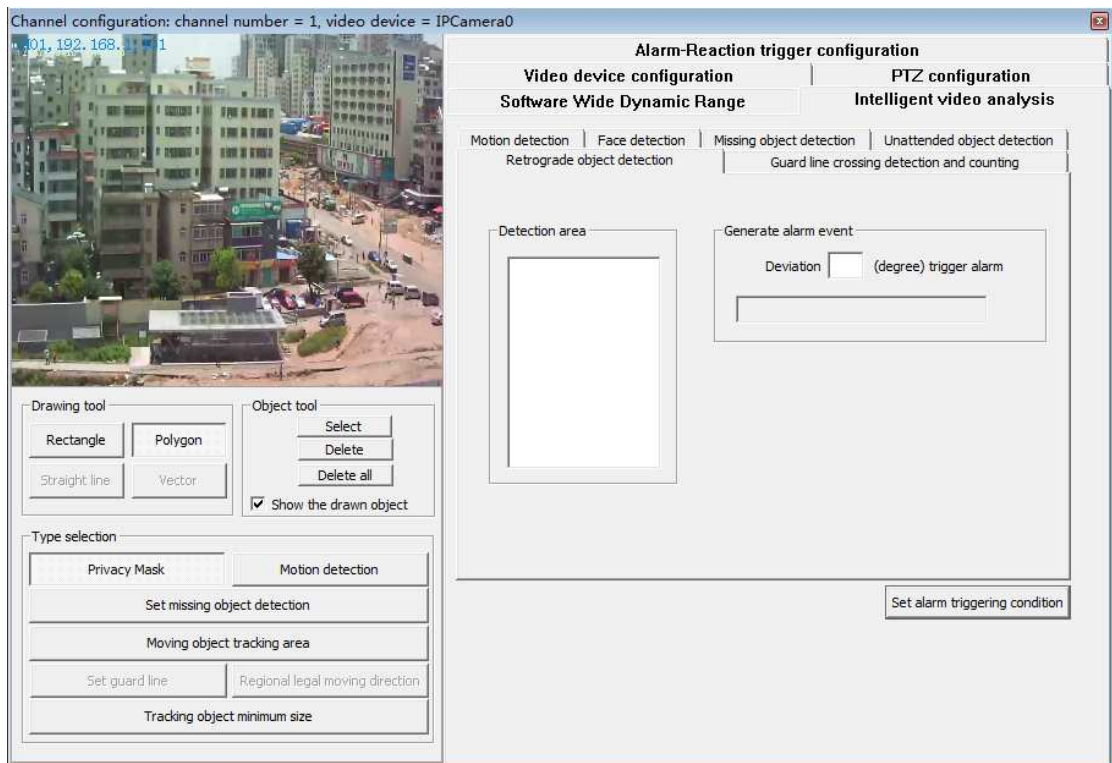 Channel configuration: channel number = 1, video device = IPCamera0
Alarm-Reaction trigger configuration
Video device configuration
PTZ configuration
Software Wide Dynamic Range
Intelligent video analysis
Motion detection
Face detection
Missing object detection
Unattended object detection
Retrograde object detection
Guard line crossing detection and counting
Detection area
Generate alarm event
Deviation (degree) trigger alarm
Drawing tool
Rectangle
Polygon
Straight line
Vector
Object tool
Select
Delete
Delete all
Show the drawn object
Type selection
Privacy Mask
Motion detection
Set missing object detection
Moving object tracking area
Set guard line
Regional legal moving direction
Tracking object minimum size
Set alarm triggering condition